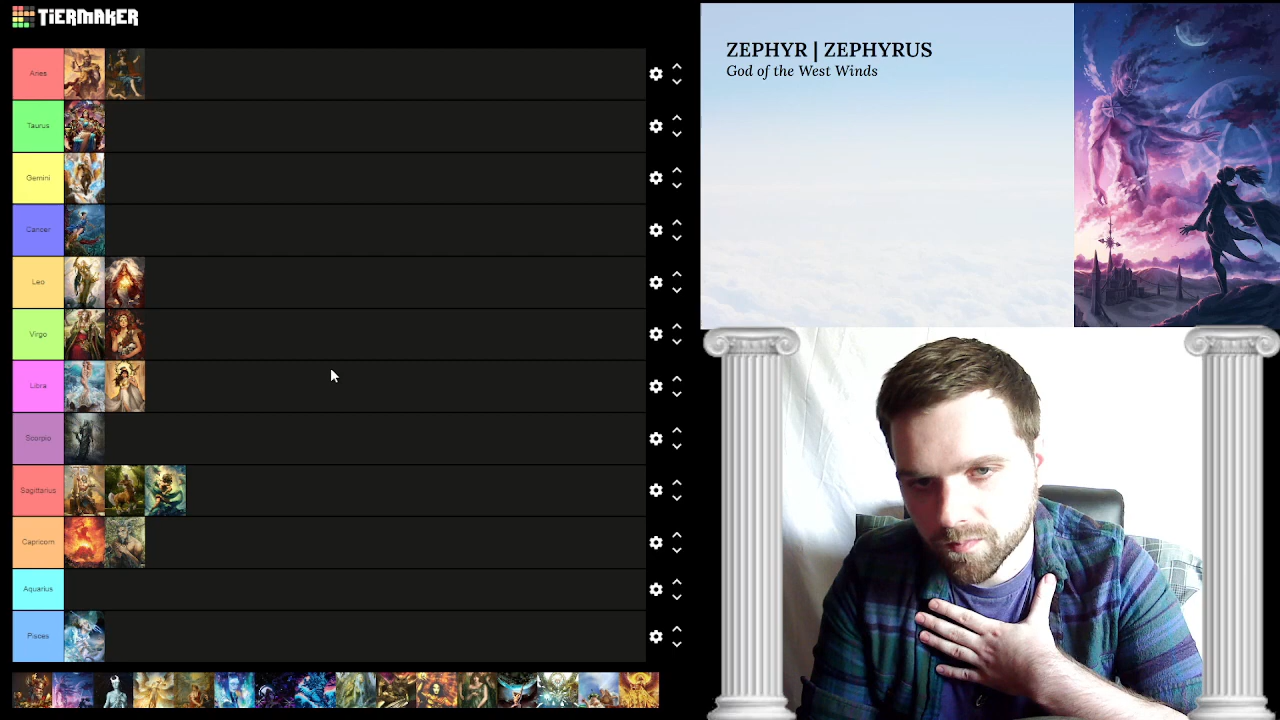 TiERMAKER
Aries
Taurus
Gemini
Cancer
Leo
Virgo
Libra
Scorpio
Sagittarius
Capricorn
Aquarius
Pisces
ZEPHYR | ZEPHYRUS
God of the West Winds